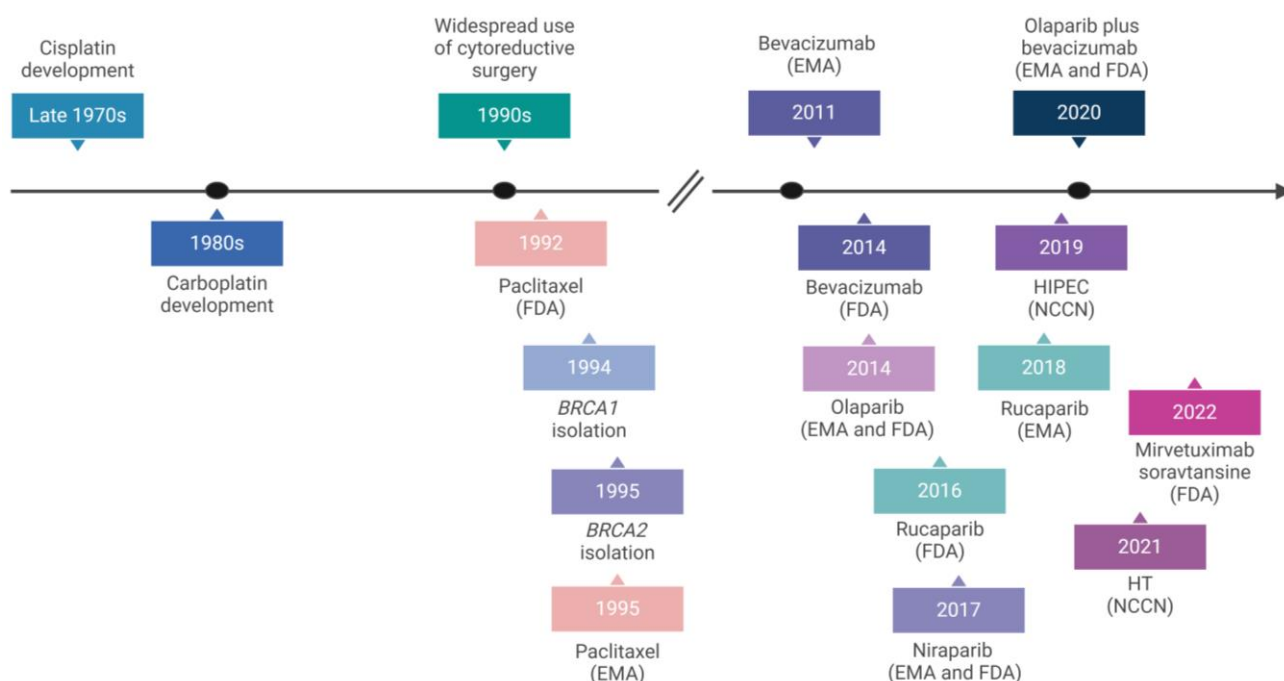 Cisplatin
development
Late 1970s
Widespread use
of cytoreductive
surgery
1990s
Bevacizumab
(EMA)
2011
Olaparib plus
bevacizumab
(EMA and FDA)
2020
1980s
Carboplatin
development
1992
Paclitaxel
(FDA)
1994
BRCA1
isolation
1995
BRCA2
isolation
1995
Paclitaxel
(EMA)
2014
Bevacizumab
(FDA)
2014
Olaparib
(EMA and FDA)
2016
Rucaparib
(FDA)
2017
Niraparib
(EMA and FDA)
2019
HIPEC
(NCCN)
2018
Rucaparib
(EMA)
2022
Mirvetuximab
soravtansine
(FDA)
2021
HT
(NCCN)